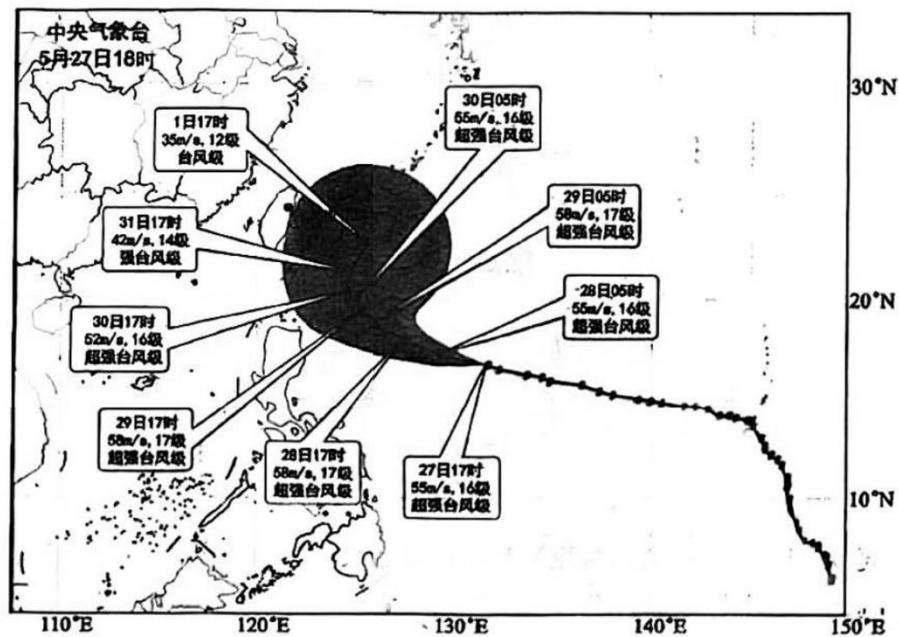 中央气象台
5月27日18时
30°N
30日05时
55m/s,16级
超强台风级
1日17时
35m/s,12级
台风级
29日05时
58m/s,17级
超强台风级
31日17时
42m/s,14级
强台风级
28日05时
55m/s,16级
超强台风级
20°N
30日17时
52m/s,16级
超强台风级
29日17时
58m/s,17级
超强台风级
28日17时
58m/s,17级
超强台风级
27日17时
55m/s,16级
超强台风级
10°N
110°E
120°E
130°E
140°E
150°E